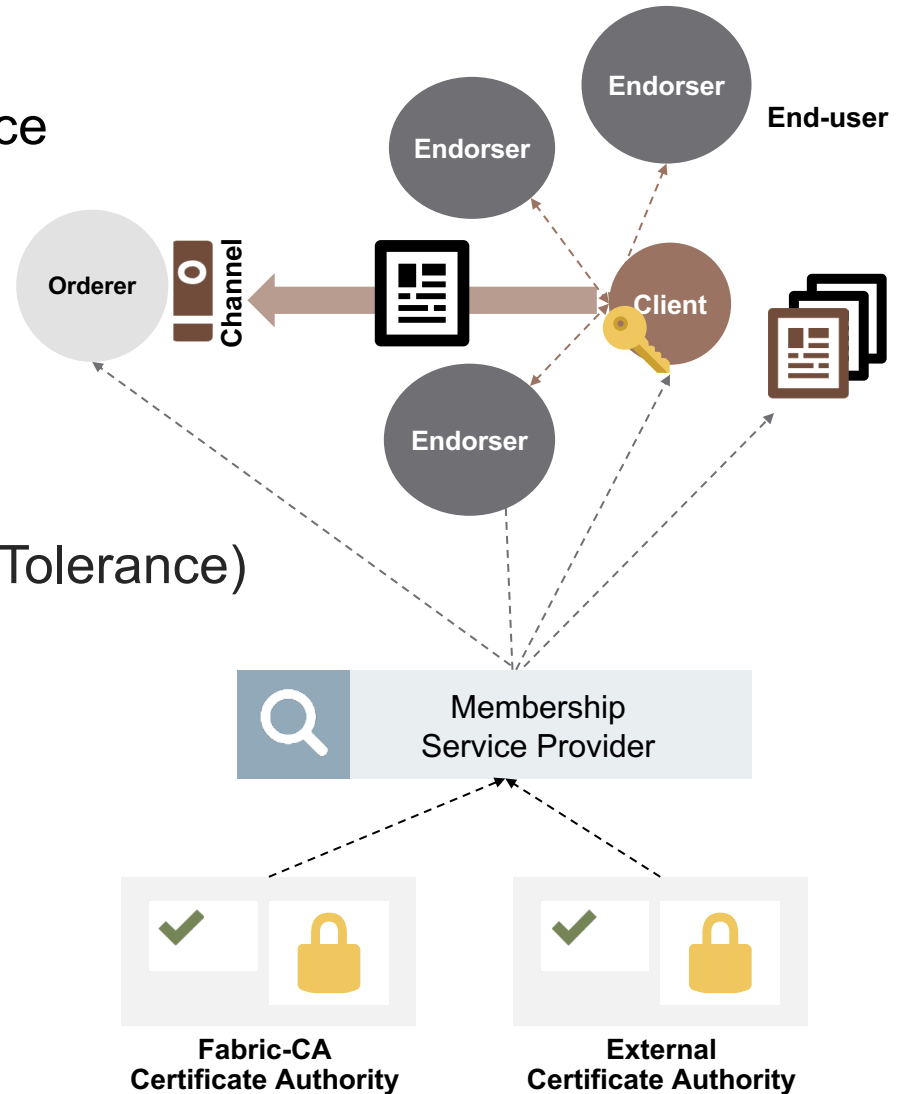 ce
Endorser
End-user
Endorser
Orderer
Channel
Client
Endorser
Tolerance)
Membership
Service Provider
Fabric-CA
Certificate Authority
External
Certificate Authority